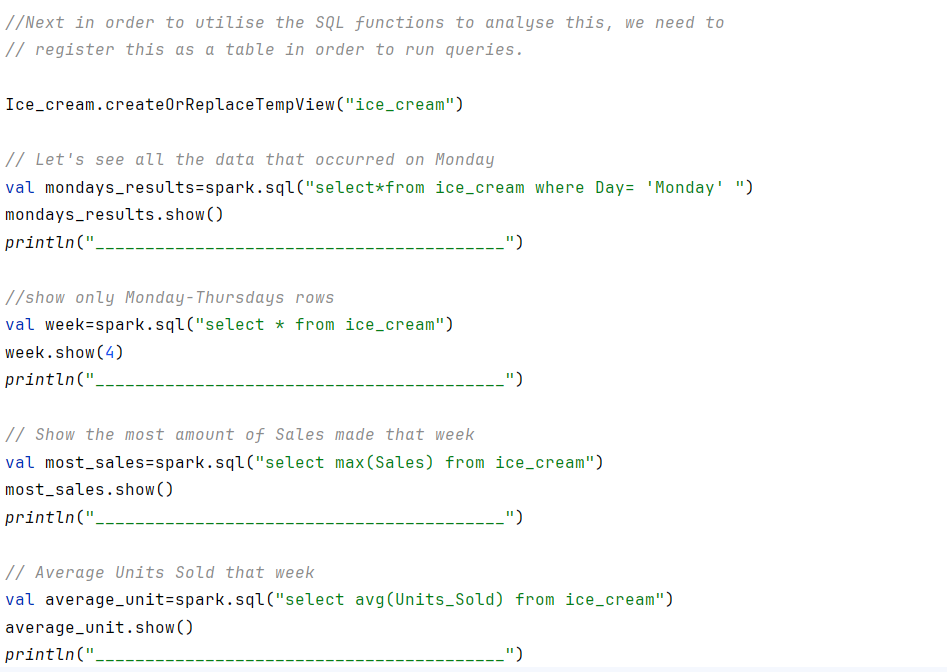 //Next in order to utilise the SQL functions to analyse this, we need to
// register this as a table in order to run queries.
Ice_cream.createOrReplaceTempView("ice_cream")
// Let's see all the data that occurred on Monday
val mondays_results=spark.sql("select*from ice_cream where Day= 'Monday' ")
mondays_results.show()
println("_________________________________________")
//show only Monday-Thursdays rows
val week=spark.sql("select * from ice_cream")
week.show(4)
println("_________________________________________")
// Show the most amount of Sales made that week
val most_sales=spark.sql("select max(Sales) from ice_cream")
most_sales.show()
println("_________________________________________")
// Average Units Sold that week
val average_unit=spark.sql("select avg(Units_Sold) from ice_cream")
average_unit.show()
println("_________________________________________")